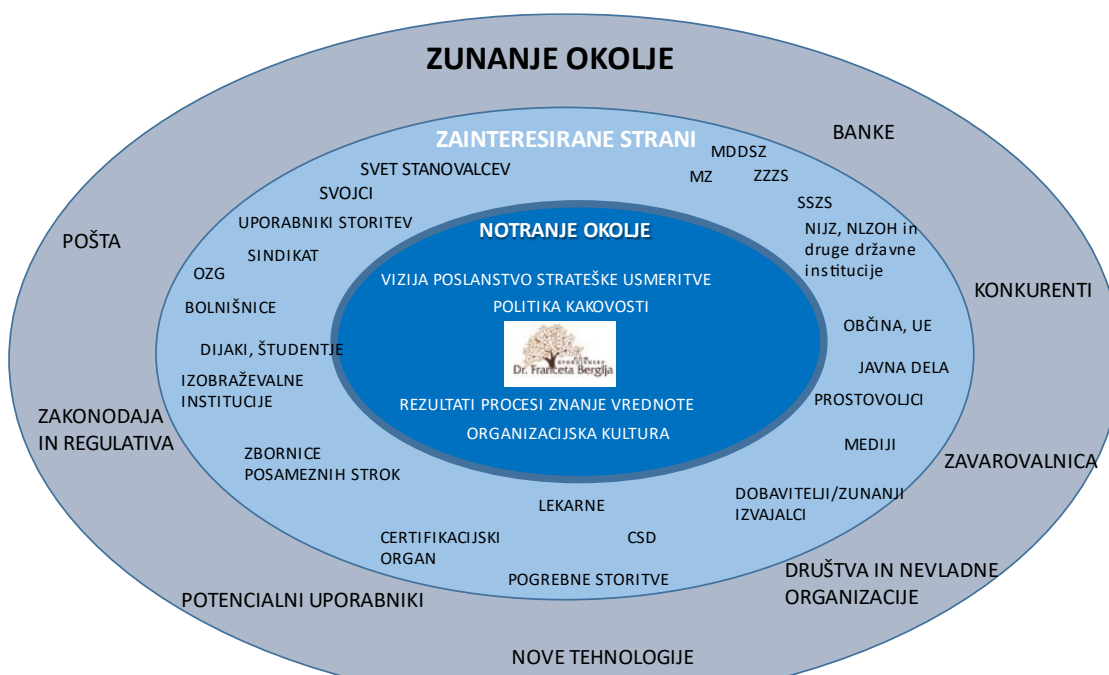 ZUNANJE OKOLJE
BANKE
POŠTA
KONKURENTI
ZAKONODAJA
IN REGULATIVA
ZAVAROVALNICA
POTENCIALNI UPORABNIKI
DRUŠTVA IN NEVLADNE
ORGANIZACIJE
NOVE TEHNOLOGIJE
ZAINTERESIRANE STRANI
SVET STANOVALCEV
SVOJCI
UPORABNIKI STORITEV
SINDIKAT
OZG
BOLNIŠNICE
DIJAKI, ŠTUDENTJE
IZOBRAŽEVALNE
INSTITUCIJE
ZBORNICE
POSAMEZNIH STROK
CERTIFIKACIJSKI
ORGAN
LEKARNE
CSD
POGREBNE STORITVE
MDDSZ
MZ
ZZZS
SSZS
NIJZ, NLZOH in
druge državne
institucije
OBČINA, UE
JAVNA DELA
PROSTOVOLJCI
MEDIJI
DOBAVITELJI/ZUNANJI
IZVAJALCI
NOTRANJE OKOLJE
VIZIJA POSLANSTVO STRATEŠKE USMERITVE
POLITIKA KAKOVOSTI
DOM
UPOKOJENCEV
Dr. Franceta Berglja
REZULTATI PROCESI ZNANJE VREDNOTE
ORGANIZACIJSKA KULTURA